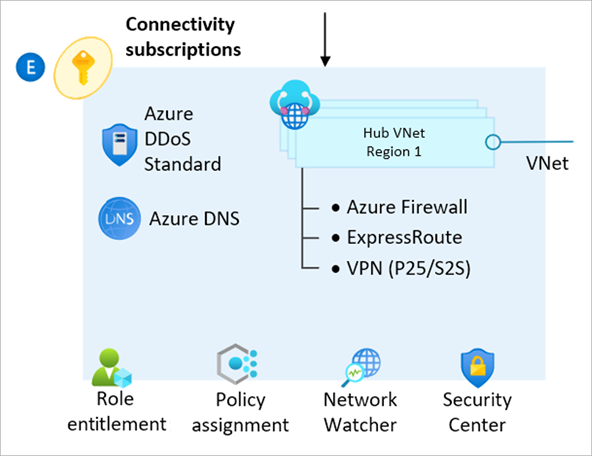 Connectivity
subscriptions
E
Azure
DDoS
Standard
Hub VNet
Region 1
VNet
DNS
Azure DNS
• Azure Firewall
• ExpressRoute
• VPN (P25/S2S)
Role
entitlement
Policy
assignment
Network
Watcher
Security
Center